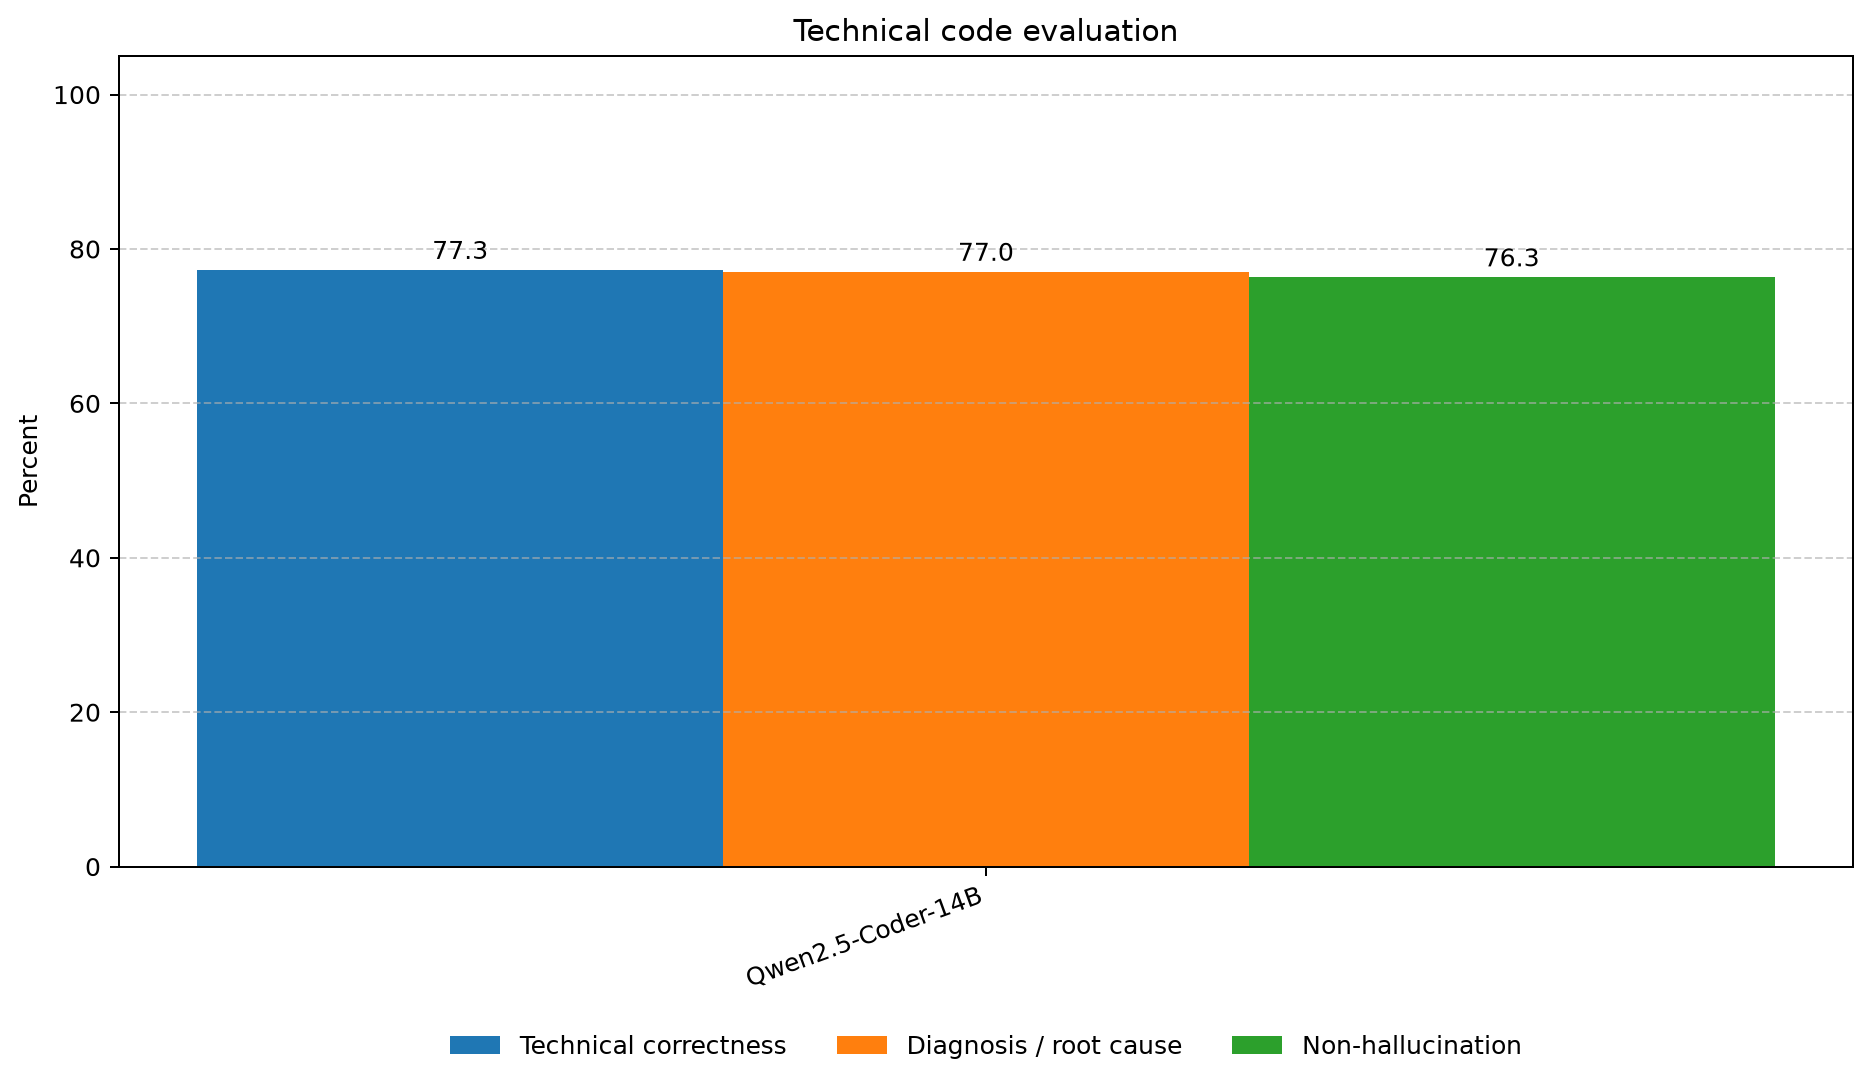 Technical code evaluation
100
80
60
40
20
0
Percent
77.3
77.0
76.3
Qwen2.5-Coder-14B
Technical correctness
Diagnosis / root cause
Non-hallucination